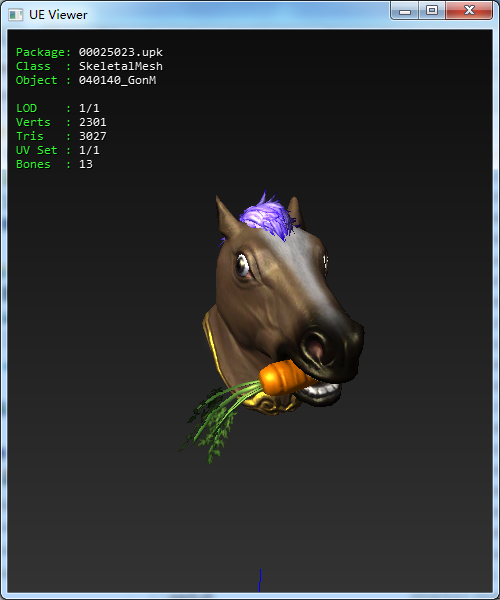 UE Viewer
Package: 00025023.upk
Class : SkeletalMesh
Object : 040140_GonM
LOD : 1/1
Verts : 2301
Tris : 3027
UV Set : 1/1
Bones : 13